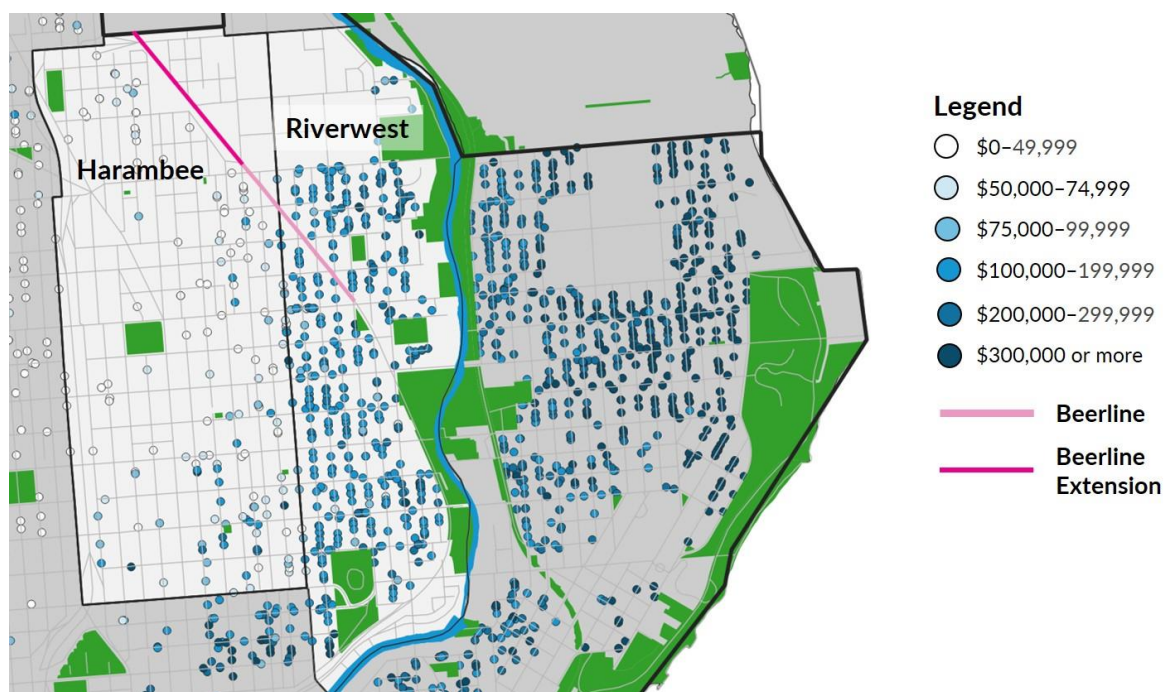 Riverwest
Harambee
Legend
$0–49,999
$50,000–74,999
$75,000–99,999
$100,000–199,999
$200,000–299,999
$300,000 or more
Beerline
Beerline
Extension